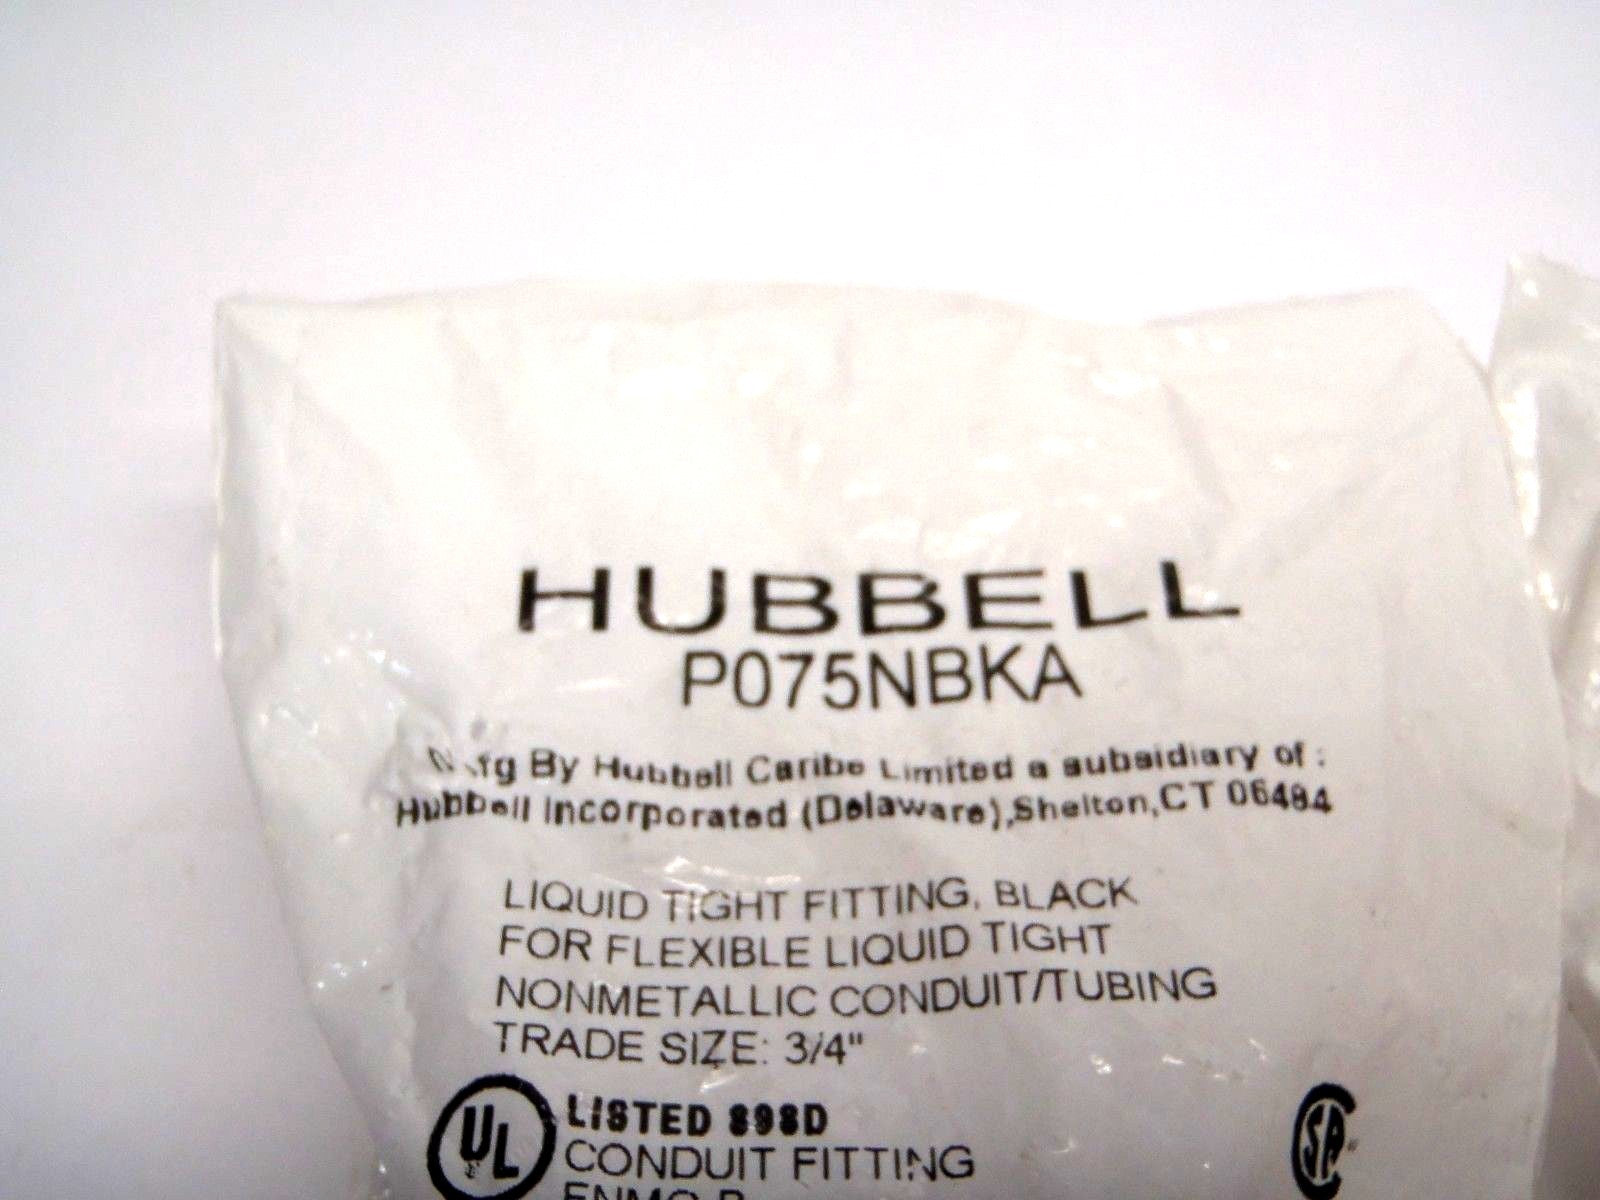 HUBBELL
P075NBKA
Mfg By Hubbell Caribe Limited a subsidiary of :
Hubbell Incorporated (Delaware),Shelton,CT 06484
LIQUID TIGHT FITTING, BLACK
FOR FLEXIBLE LIQUID TIGHT
NONMETALLIC CONDUIT/TUBING
TRADE SIZE: 3/4"
UL LISTED 898D
CONDUIT FITTING
SA